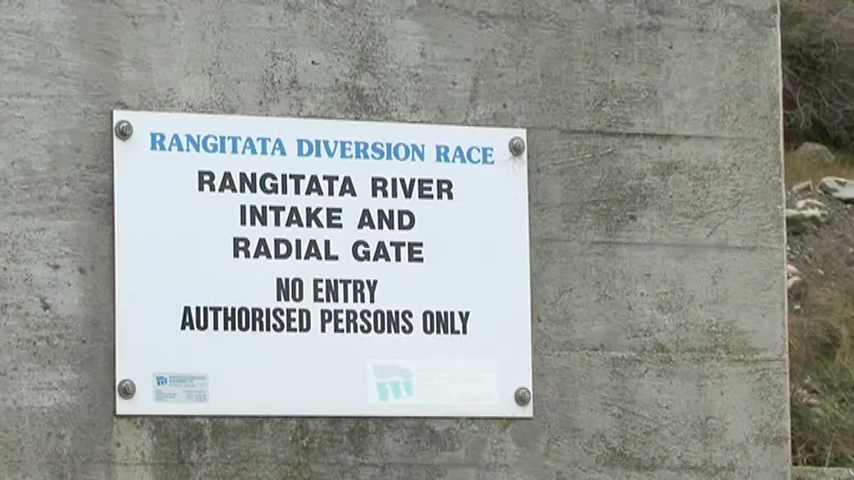 RANGITATA DIVERSION RACE
RANGITATA RIVER
INTAKE AND
RADIAL GATE
NO ENTRY
AUTHORISED PERSONS ONLY